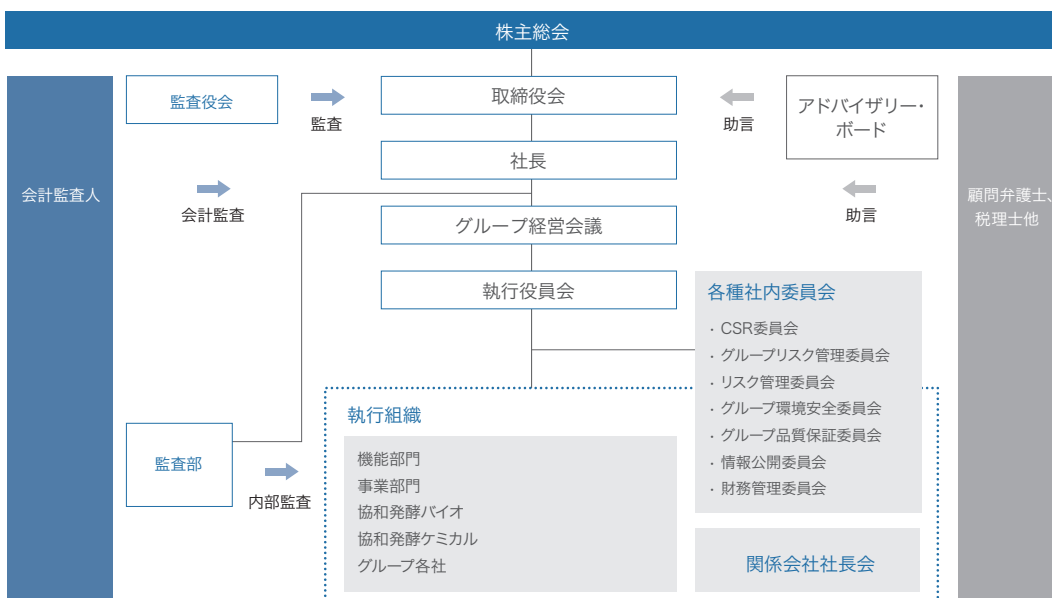 株主総会
監査役会
監査
取締役会
助言
アドバイザリー・
ボード
社長
会計監査人
会計監査
助言
顧問弁護士、
税理士他
グループ経営会議
執行役員会
各種社内委員会
・CSR委員会
・グループリスク管理委員会
・リスク管理委員会
・グループ環境安全委員会
・グループ品質保証委員会
・情報公開委員会
・財務管理委員会
執行組織
監査部
内部監査
機能部門
事業部門
協和発酵バイオ
協和発酵ケミカル
グループ各社
関係会社社長会